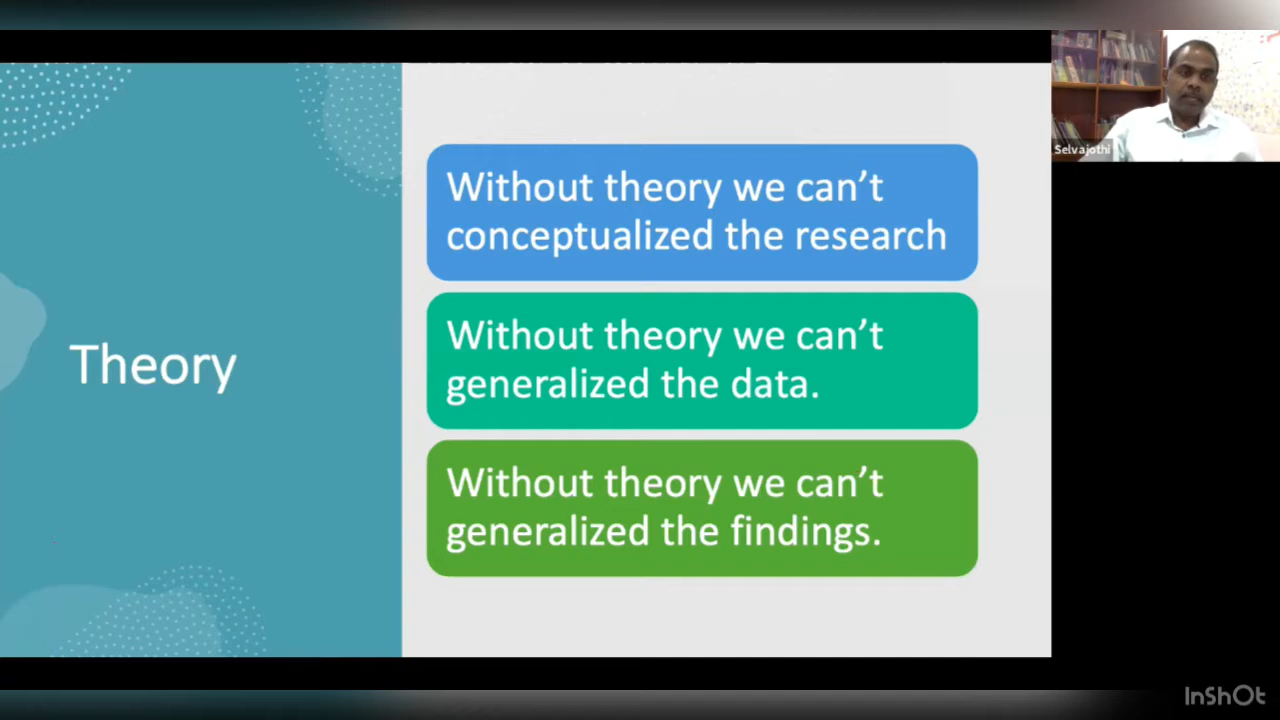 Theory
Without theory we can't
conceptualized the research
Without theory we can't
generalized the data.
Without theory we can't
generalized the findings.
Selvajothi
InShOt